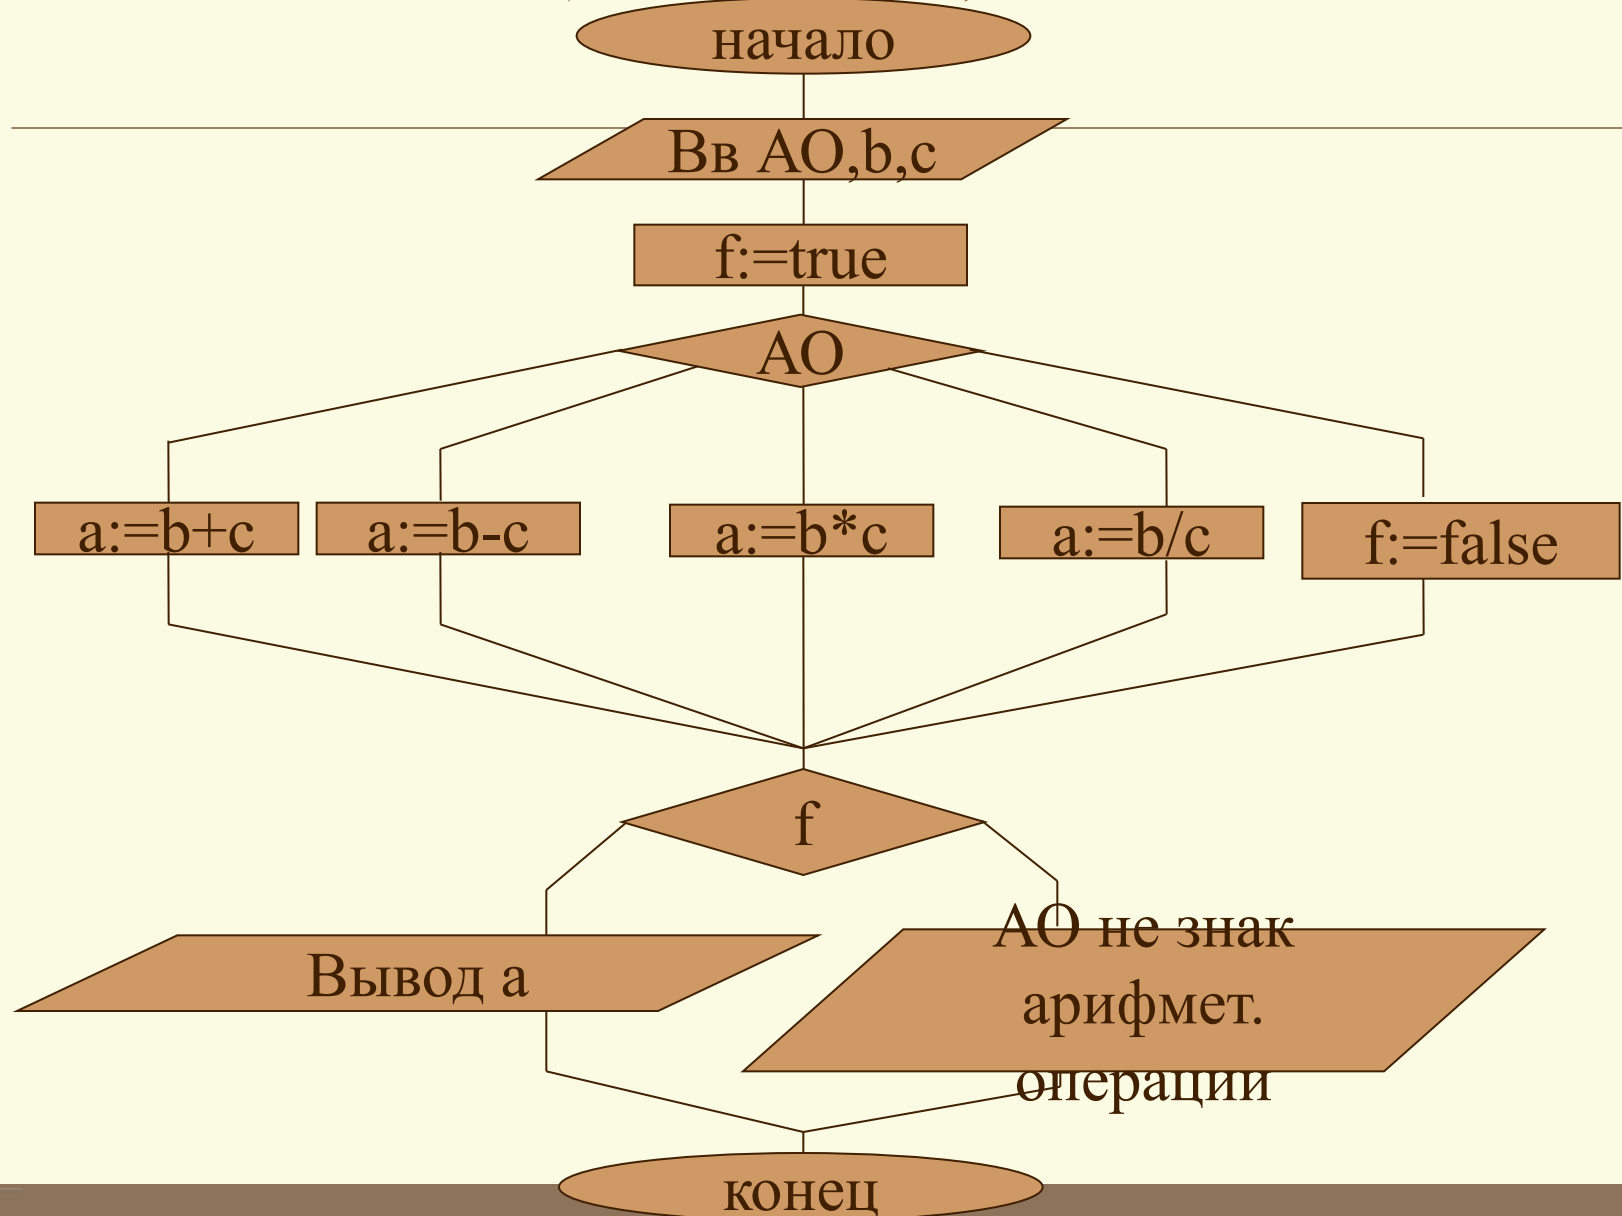 начало
Вв АО,b,c
f:=true
АО
a:=b+c
a:=b-c
a:=b*c
a:=b/c
f:=false
f
Вывод а
АО не знак
арифмет.
операции
конец